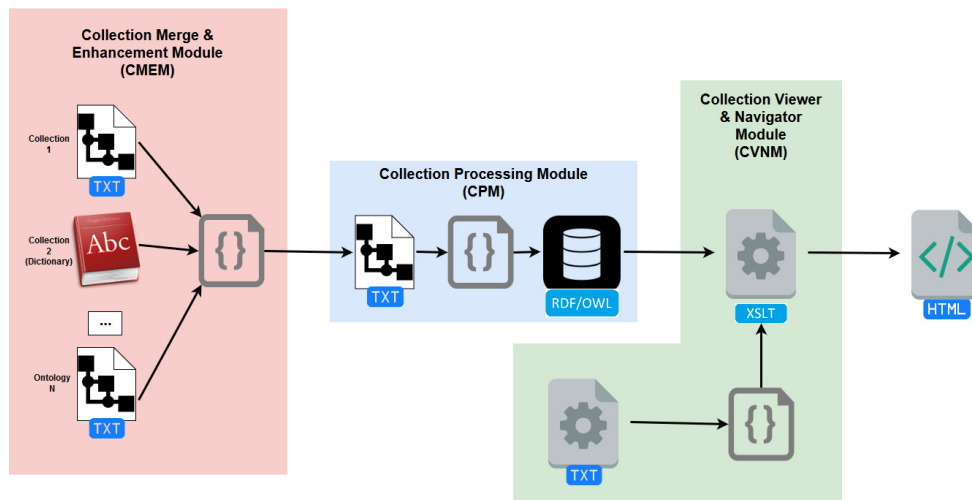 Collection Merge &
Enhancement Module
(CMEM)
Collection
1
TXT
Collection
2
(Dictionary)
Abc
{}
...
Ontology
N
TXT
Collection Processing Module
(CPM)
TXT
{}
RDF/OWL
Collection Viewer
& Navigator
Module
(CVNM)
XSLT
</>
HTML
TXT
{}